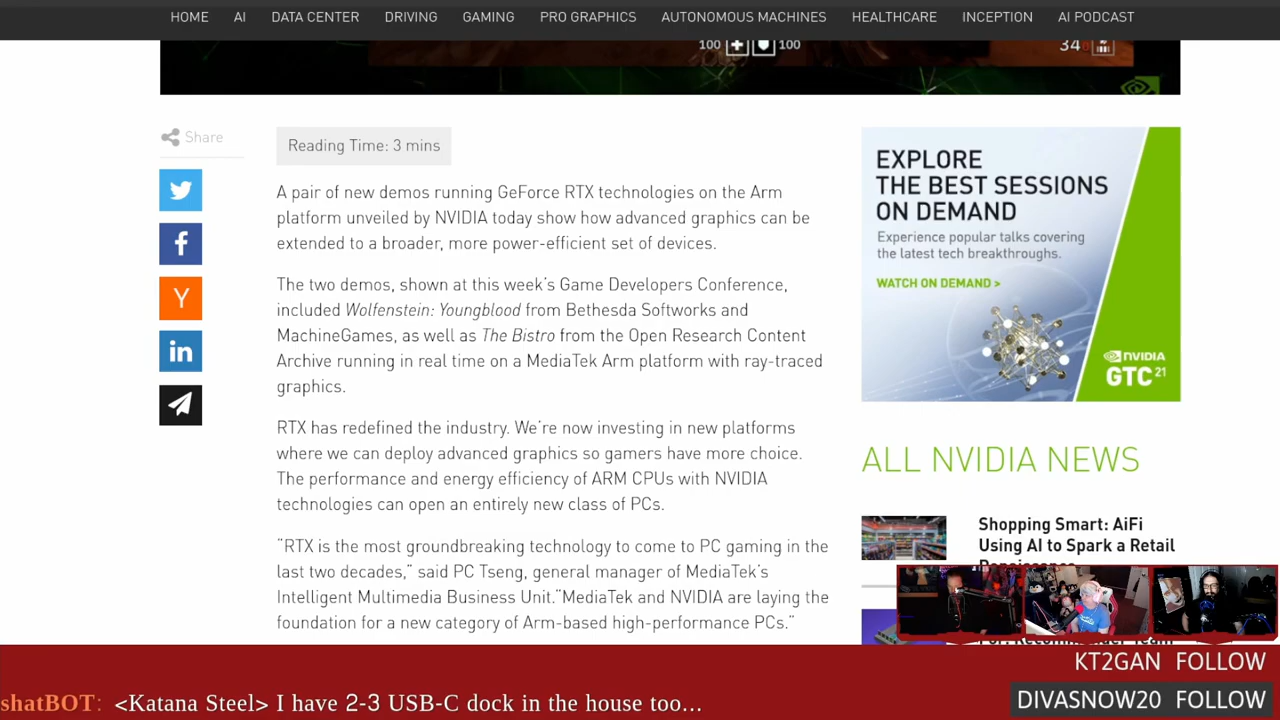 HOME AI DATA CENTER DRIVING GAMING PRO GRAPHICS AUTONOMOUS MACHINES HEALTHCARE INCEPTION AI PODCAST
100 100
34
Share
Reading Time: 3 mins
A pair of new demos running GeForce RTX technologies on the Arm
platform unveiled by NVIDIA today show how advanced graphics can be
extended to a broader, more power-efficient set of devices.
The two demos, shown at this week's Game Developers Conference,
included Wolfenstein: Youngblood from Bethesda Softworks and
MachineGames, as well as The Bistro from the Open Research Content
Archive running in real time on a MediaTek Arm platform with ray-traced
graphics.
RTX has redefined the industry. We're now investing in new platforms
where we can deploy advanced graphics so gamers have more choice.
The performance and energy efficiency of ARM CPUs with NVIDIA
technologies can open an entirely new class of PCs.
"RTX is the most groundbreaking technology to come to PC gaming in the
last two decades," said PC Tseng, general manager of MediaTek's
Intelligent Multimedia Business Unit."MediaTek and NVIDIA are laying the
foundation for a new category of Arm-based high-performance PCs."
EXPLORE
THE BEST SESSIONS
ON DEMAND
Experience popular talks covering
the latest tech breakthroughs.
WATCH ON DEMAND >
NVIDIA
GTC 21
ALL NVIDIA NEWS
Shopping Smart: AiFi
Using AI to Spark a Retail
KT2GAN FOLLOW
DIVASNOW20 FOLLOW
shatBOT: <Katana Steel> I have 2-3 USB-C dock in the house too...